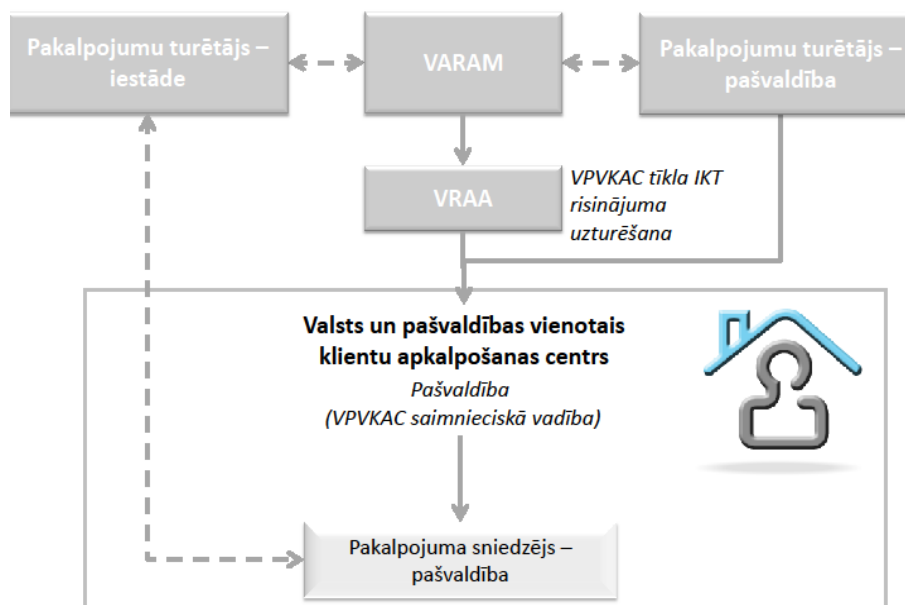 Pakalpojumu turētājs –
iestāde
VARAM
Pakalpojumu turētājs –
pašvaldība
VRAA
VPVKAC tīkla IKT
risinājuma
uzturēšana
Valsts un pašvaldības vienotais
klientu apkalpošanas centrs
Pašvaldība
(VPVKAC saimnieciskā vadība)
Pakalpojuma sniedzējs –
pašvaldība